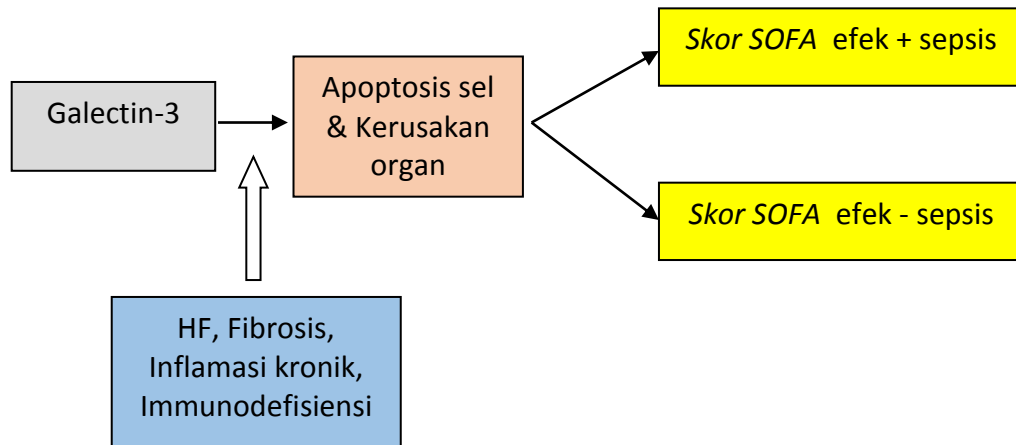 Galectin-3
Apoptosis sel
& Kerusakan
organ
Skor SOFA efek + sepsis
Skor SOFA efek - sepsis
HF, Fibrosis,
Inflamasi kronik,
Immunodefisiensi